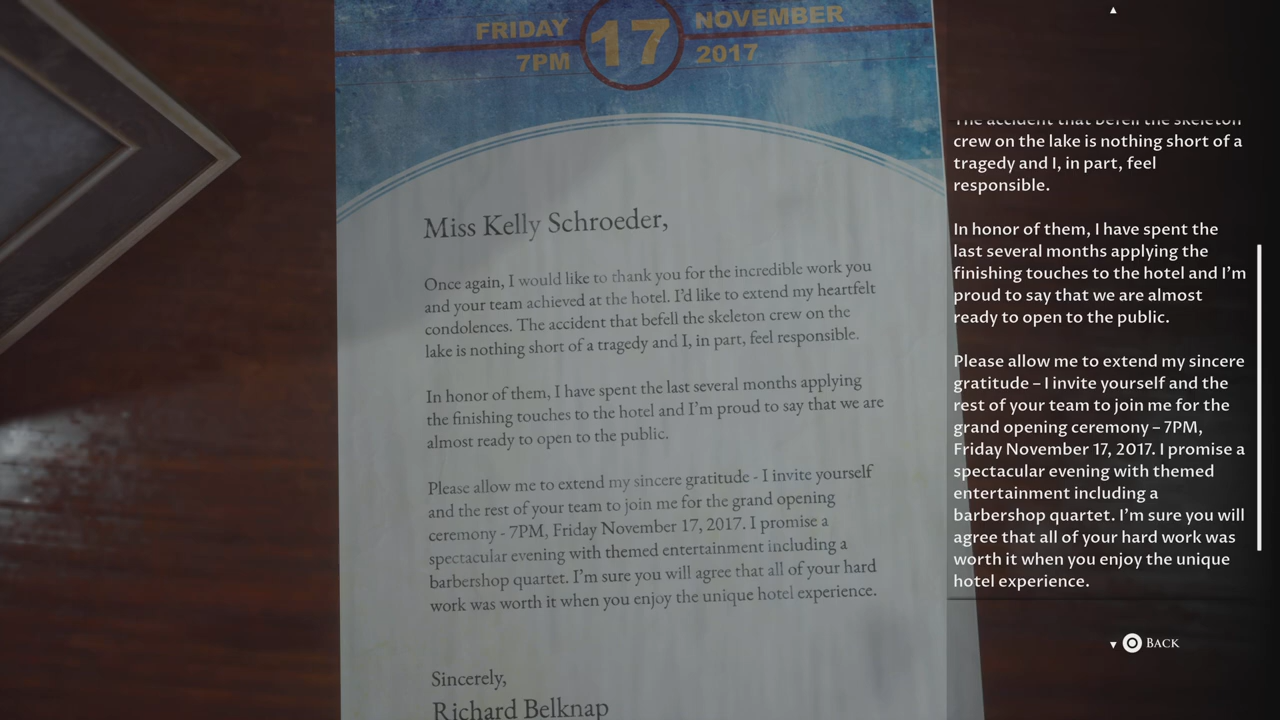 FRIDAY
7PM
17
NOVEMBER
2017
Miss Kelly Schroeder,
Once again, I would like to thank you for the incredible work you
and your team achieved at the hotel. I'd like to extend my heartfelt
condolences. The accident that befell the skeleton crew on the
lake is nothing short of a tragedy and I, in part, feel responsible.
In honor of them, I have spent the last several months applying
the finishing touches to the hotel and I'm proud to say that we are
almost ready to open to the public.
Please allow me to extend my sincere gratitude - I invite yourself
and the rest of your team to join me for the grand opening
ceremony - 7PM, Friday November 17, 2017. I promise a
spectacular evening with themed entertainment including a
barbershop quartet. I'm sure you will agree that all of your hard
work was worth it when you enjoy the unique hotel experience.
Sincerely,
Richard Belknap
The accident that befell the skeleton
crew on the lake is nothing short of a
tragedy and I, in part, feel
responsible.
In honor of them, I have spent the
last several months applying the
finishing touches to the hotel and I'm
proud to say that we are almost
ready to open to the public.
Please allow me to extend my sincere
gratitude – I invite yourself and the
rest of your team to join me for the
grand opening ceremony – 7PM,
Friday November 17, 2017. I promise a
spectacular evening with themed
entertainment including a
barbershop quartet. I'm sure you will
agree that all of your hard work was
worth it when you enjoy the unique
hotel experience.
BACK